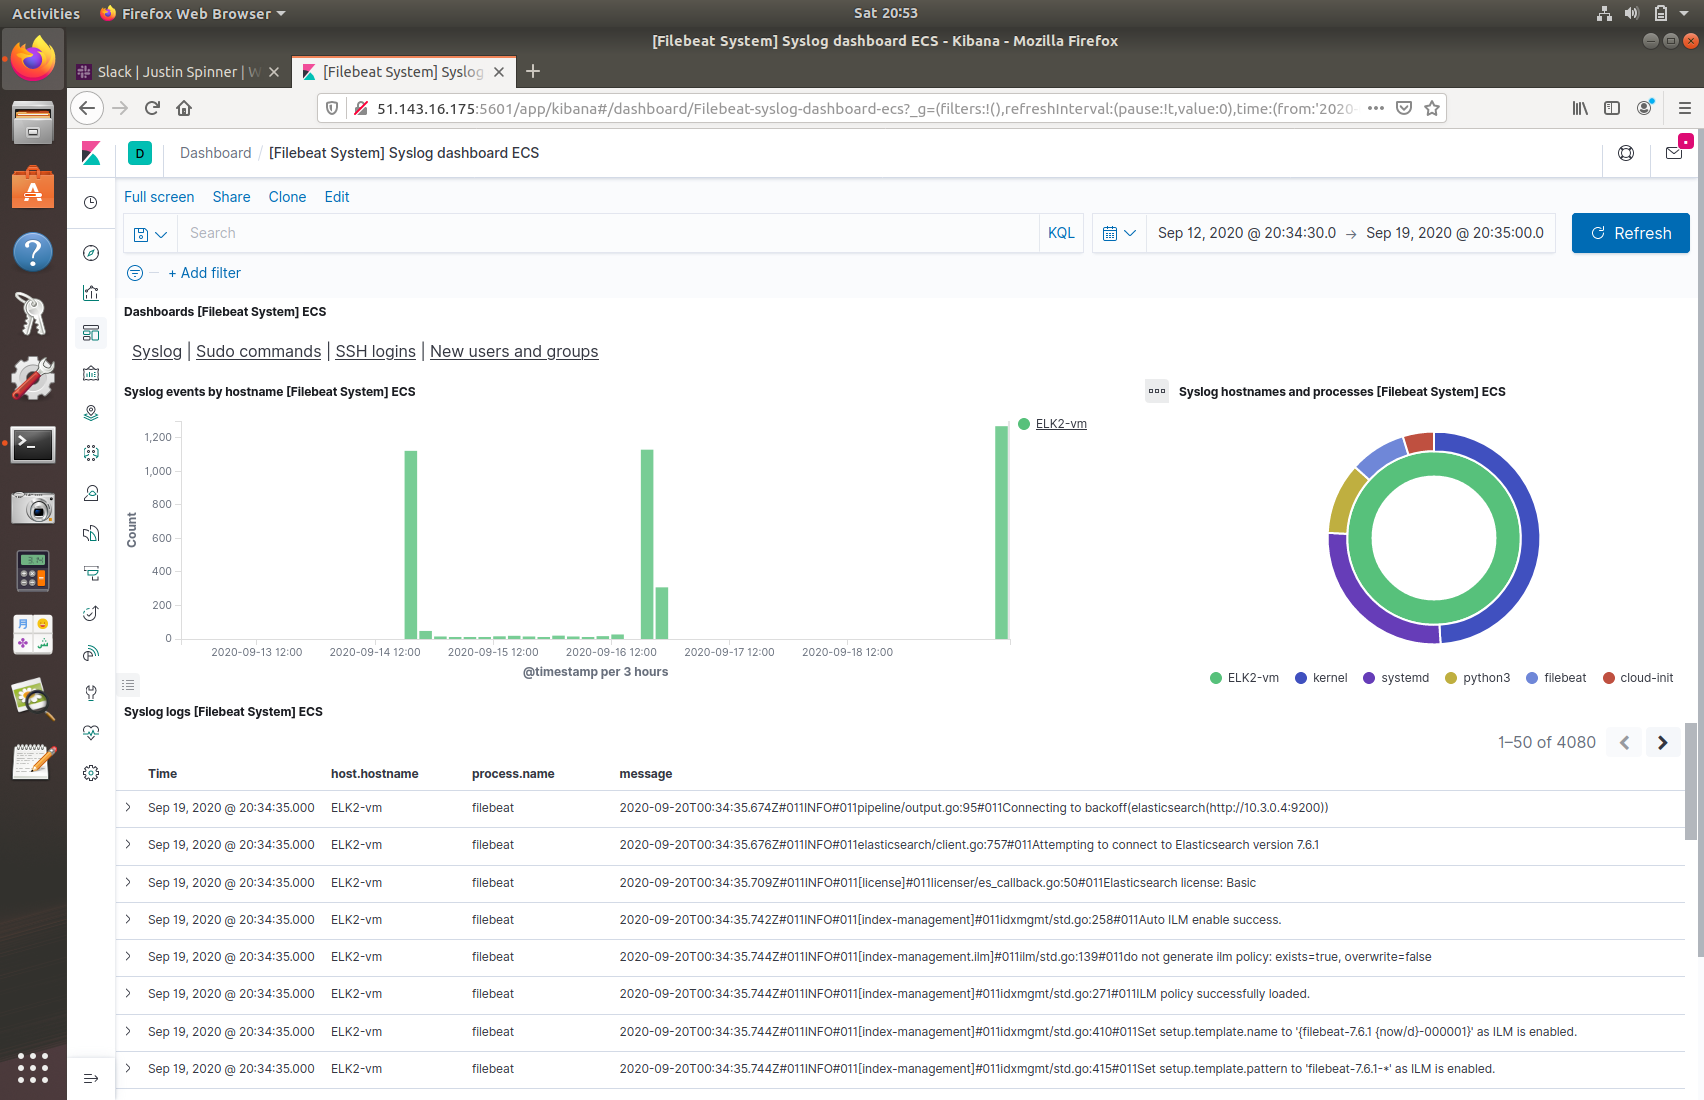 Activities Firefox Web Browser Sat 20:53
[Filebeat System] Syslog dashboard ECS - Kibana - Mozilla Firefox
Slack | Justin Spinner | [Filebeat System] Syslog
51.143.16.175:5601/app/kibana#/dashboard/Filebeat-syslog-dashboard-ecs?_g=(filters:!(),refreshInterval:(pause:!t,value:0),time:(from:'2020-
D Dashboard / [Filebeat System] Syslog dashboard ECS
Full screen Share Clone Edit
Search KQL Sep 12, 2020 @ 20:34:30.0 → Sep 19, 2020 @ 20:35:00.0 Refresh
+ Add filter
Dashboards [Filebeat System] ECS
Syslog | Sudo commands | SSH logins | New users and groups
Syslog events by hostname [Filebeat System] ECS
1,200
1,000
800
600
400
200
0
Count
2020-09-13 12:00 2020-09-14 12:00 2020-09-15 12:00 2020-09-16 12:00 2020-09-17 12:00 2020-09-18 12:00
@timestamp per 3 hours
ELK2-vm
Syslog hostnames and processes [Filebeat System] ECS
ELK2-vm kernel systemd python3 filebeat cloud-init
Syslog logs [Filebeat System] ECS
1–50 of 4080
Time host.hostname process.name message
Sep 19, 2020 @ 20:34:35.000 ELK2-vm filebeat 2020-09-20T00:34:35.674Z#011INFO#011pipeline/output.go:95#011Connecting to backoff(elasticsearch(http://10.3.0.4:9200))
Sep 19, 2020 @ 20:34:35.000 ELK2-vm filebeat 2020-09-20T00:34:35.676Z#011INFO#011elasticsearch/client.go:757#011Attempting to connect to Elasticsearch version 7.6.1
Sep 19, 2020 @ 20:34:35.000 ELK2-vm filebeat 2020-09-20T00:34:35.709Z#011INFO#011[license]#011licenser/es_callback.go:50#011Elasticsearch license: Basic
Sep 19, 2020 @ 20:34:35.000 ELK2-vm filebeat 2020-09-20T00:34:35.742Z#011INFO#011[index-management]#011idxmgmt/std.go:258#011Auto ILM enable success.
Sep 19, 2020 @ 20:34:35.000 ELK2-vm filebeat 2020-09-20T00:34:35.744Z#011INFO#011[index-management.ilm]#011ilm/std.go:139#011do not generate ilm policy: exists=true, overwrite=false
Sep 19, 2020 @ 20:34:35.000 ELK2-vm filebeat 2020-09-20T00:34:35.744Z#011INFO#011[index-management]#011idxmgmt/std.go:271#011ILM policy successfully loaded.
Sep 19, 2020 @ 20:34:35.000 ELK2-vm filebeat 2020-09-20T00:34:35.744Z#011INFO#011[index-management]#011idxmgmt/std.go:410#011Set setup.template.name to '{filebeat-7.6.1 {now/d}-000001}' as ILM is enabled.
Sep 19, 2020 @ 20:34:35.000 ELK2-vm filebeat 2020-09-20T00:34:35.744Z#011INFO#011[index-management]#011idxmgmt/std.go:415#011Set setup.template.pattern to 'filebeat-7.6.1-*' as ILM is enabled.